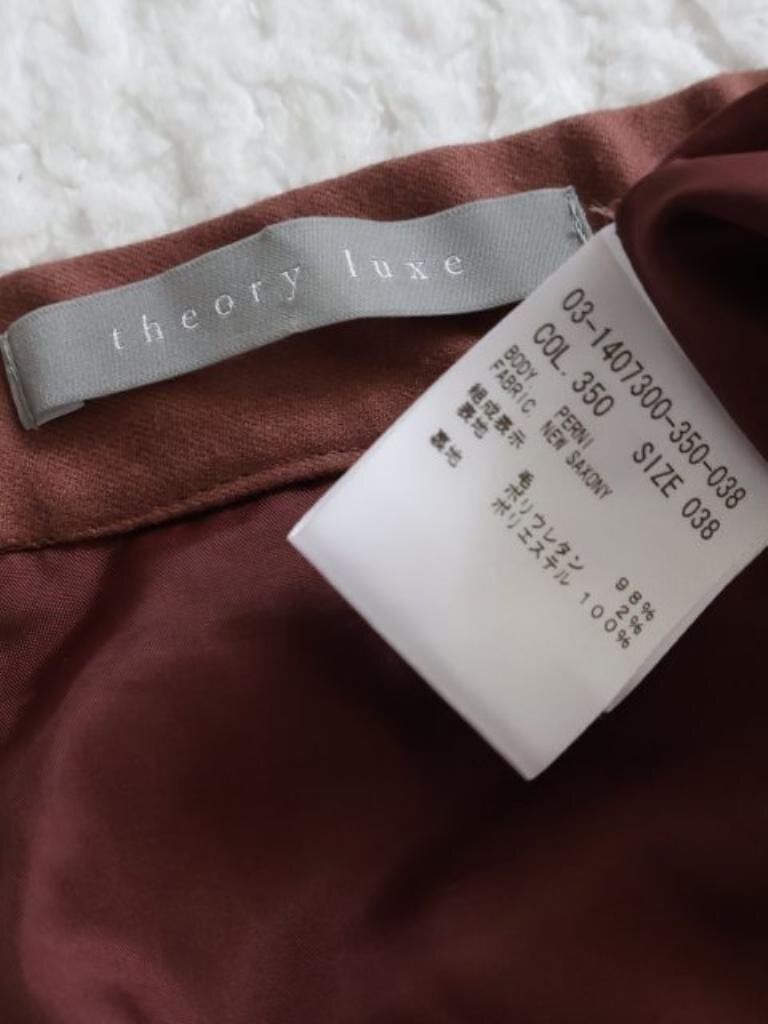 theory luxe
03-1407300-350-038
COL. 350 SIZE 038
BODY. PERNI
FABRIC. NEW SAXONY
組成表示
表地 毛 98%
ポリウレタン 2%
裏地 ポリエステル 100%